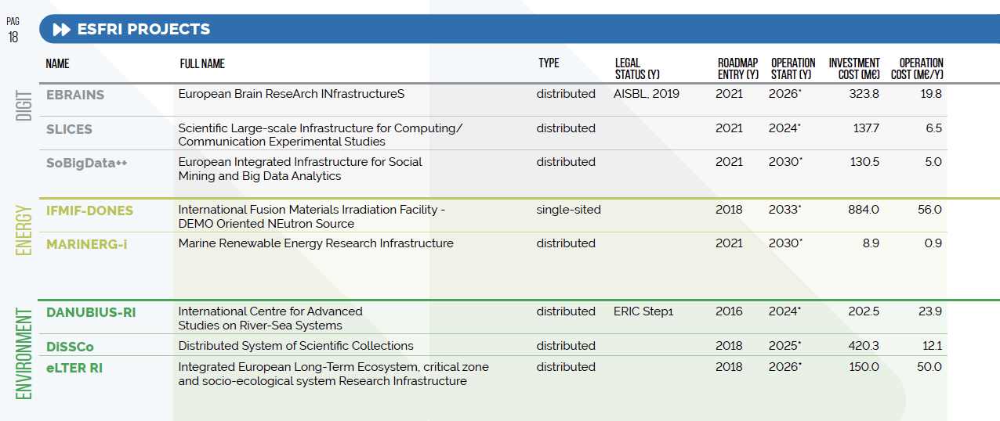 PAG
18
ESFRI PROJECTS
NAME FULL NAME TYPE LEGAL STATUS (Y) ROADMAP ENTRY (Y) OPERATION START (Y) INVESTMENT COST (M€) OPERATION COST (M€/Y)
DIGIT
EBRAINS European Brain ReseArch INfrastructureS distributed AISBL, 2019 2021 2026* 323.8 19.8
SLICES Scientific Large-scale Infrastructure for Computing/ distributed 2021 2024* 137.7 6.5
Communication Experimental Studies
SoBigData++ European Integrated Infrastructure for Social distributed 2021 2030* 130.5 5.0
Mining and Big Data Analytics
ENERGY
IFMIF-DONES International Fusion Materials Irradiation Facility - single-sited 2018 2033* 884.0 56.0
DEMO Oriented NEutron Source
MARINERG-i Marine Renewable Energy Research Infrastructure distributed 2021 2030* 8.9 0.9
ENVIRONMENT
DANUBIUS-RI International Centre for Advanced distributed ERIC Step1 2016 2024* 202.5 23.9
Studies on River-Sea Systems
DiSSCo Distributed System of Scientific Collections distributed 2018 2025* 420.3 12.1
eLTER RI Integrated European Long-Term Ecosystem, critical zone distributed 2018 2026* 150.0 50.0
and socio-ecological system Research Infrastructure